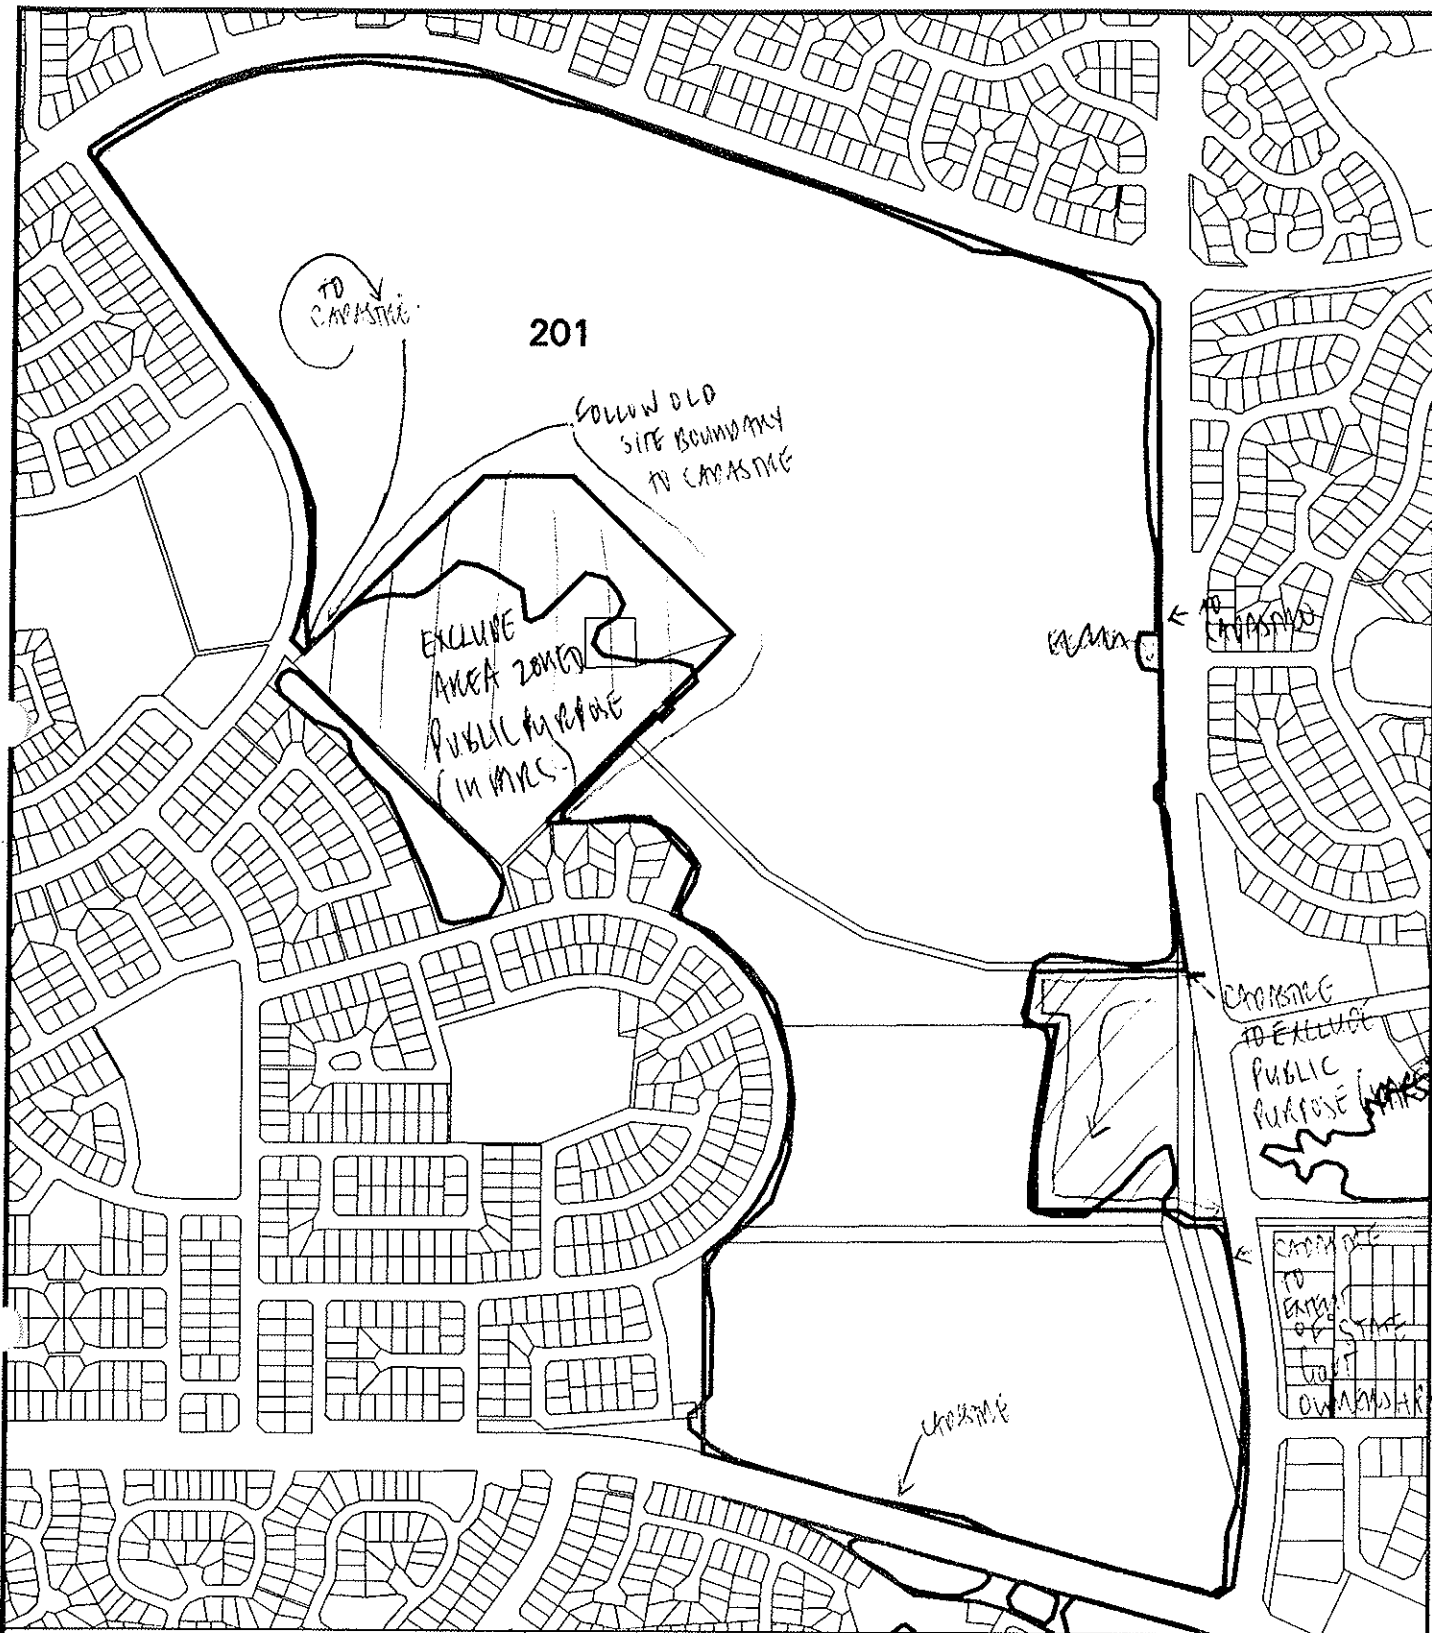 TO
CADASTRE.
201
FOLLOW OLD
SITE BOUNDARY
TO CADASTRE
EXCLUDE
AREA ZONED
PUBLIC PURPOSE
(IN MRS.)
TO
CADASTRE
CADASTRE
TO EXCLUDE
PUBLIC
PURPOSE
CADASTRE
TO
EXTENT
OF STATE
GOVT
OWNERSHIP
CADASTRE